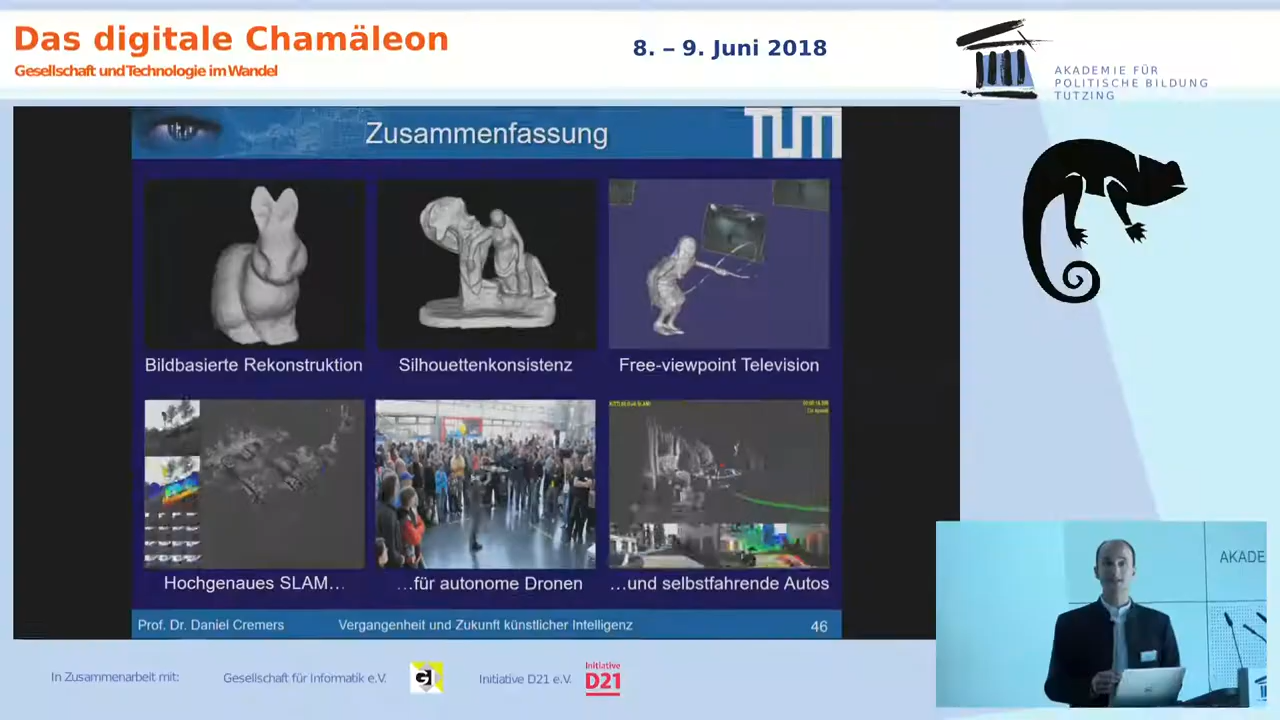 Das digitale Chamäleon
Gesellschaft und Technologie im Wandel
8. – 9. Juni 2018
AKADEMIE FÜR
POLITISCHE BILDUNG
TUTZING
Zusammenfassung
TUM
Bildbasierte Rekonstruktion
Silhouettenkonsistenz
Free-viewpoint Television
Hochgenaues SLAM…
…für autonome Dronen
…und selbstfahrende Autos
Prof. Dr. Daniel Cremers
Vergangenheit und Zukunft künstlicher Intelligenz
46
AKADE
In Zusammenarbeit mit:
Gesellschaft für Informatik e.V.
GI
Initiative D21 e.V.
Initiative
D21